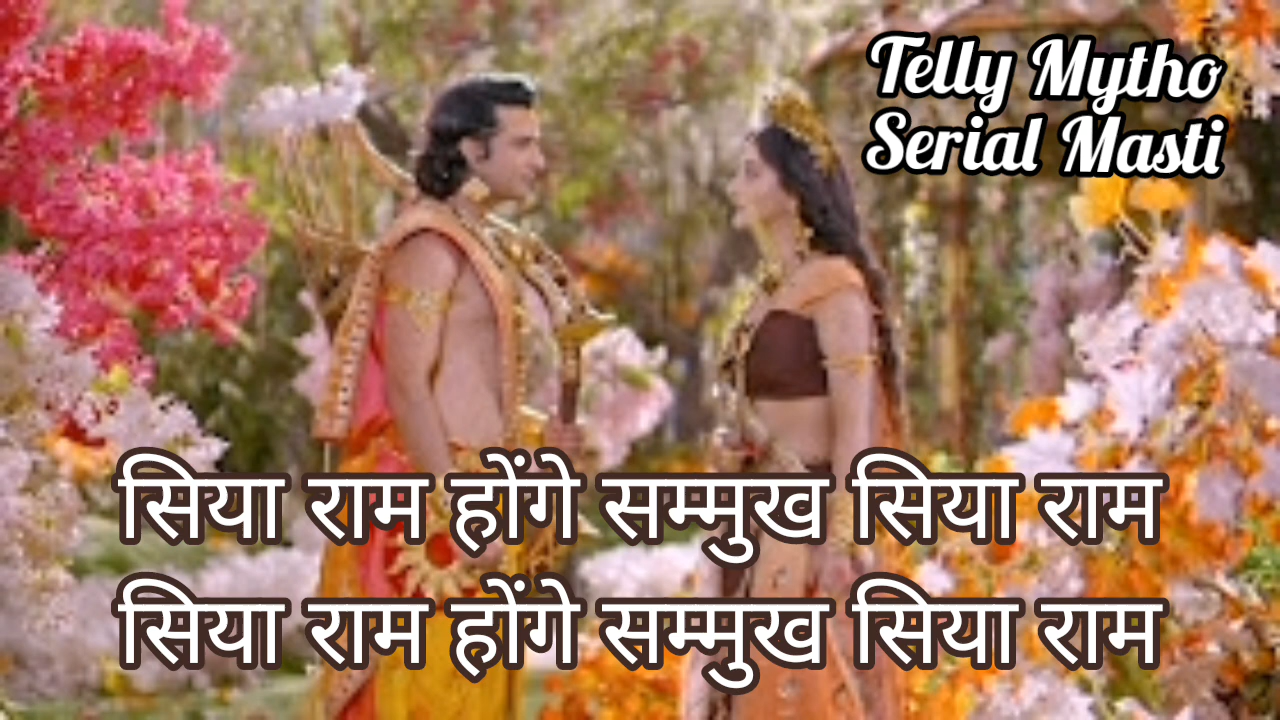 Telly Mytho
Serial Masti
सिया राम होंगे सम्मुख सिया राम
सिया राम होंगे सम्मुख सिया राम